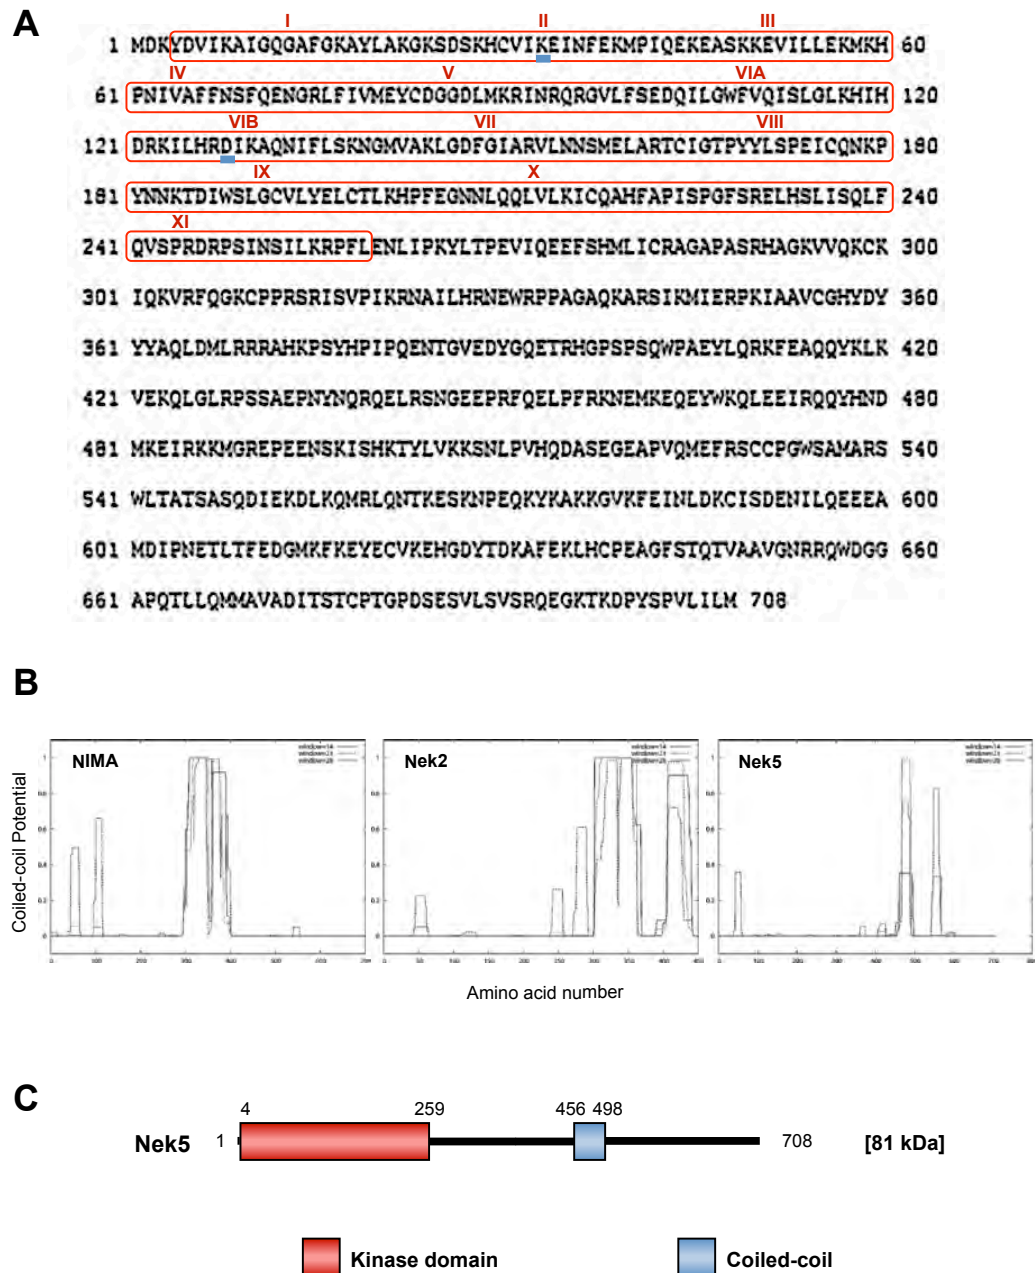 A
I II III
1 MDKYDVIKAIGQGAFGKAYLAKGKSDSKHCVIKEINFEKMPIQEKEASKKEVILLEKMKH 60
IV V VIA
61 PNIVAFFNSFQENGRLFIVMEYCDGGDLMKRINRQRGVLFSEDQILGWFVQISLGLKHIH 120
VIB VII VIII
121 DRKILHRDIKAQNIFLSKNGMVAKLGDFGIARVLNNSMELARTCIGTPYYLSPEICQNKP 180
IX X
181 YNNKTDIWSLGCVLYELCTLKHPFEGNNLQQLVLKICQAHFAPISPGFSRELHSLISQLF 240
XI
241 QVSPRDRPSINSILKRPFLENLIPKYLTPEVIQEEFSHMLICRAGAPASRHAGKVVQKCK 300
301 IQKVRFQGKCPPRSRISVPIKRNAILHRNEWRPPAGAQKARSIKMIERPKIAAVCGHYDY 360
361 YYAQLDMLRRRAHKPSYHPIPQENTGVEDYGQETRHGPSPSQWPAEYLQRKFEAQQYKLK 420
421 VEKQLGLRPSSAEPNYNQRQELRSNGEEPRFQELPFRKNEMKEQEYWKQLEEIRQQYHND 480
481 MKEIRKKMGREPEENSKISHKTYLVKKSNLPVHQDASEGEAPVQMEFRSCCPGWSAMARS 540
541 WLTATSASQDIEKDLKQMRLQNTKESKNPEQKYKAKKGVKFEINLDKCISDENILQEEEA 600
601 MDIPNETLTFEDGMKFKEYECVKEHGDYTDKAFEKLHCPEAGFSTQTVAAVGNRRQWDGG 660
661 APQTLLQMMAVADITSTCPTGPDSESVLSVSRQEGKTKDPYSPVLILM 708
B
NIMA Nek2 Nek5
Coiled-coil Potential
Amino acid number
C
4 259 456 498
Nek5 1 708 [81 kDa]
Kinase domain Coiled-coil